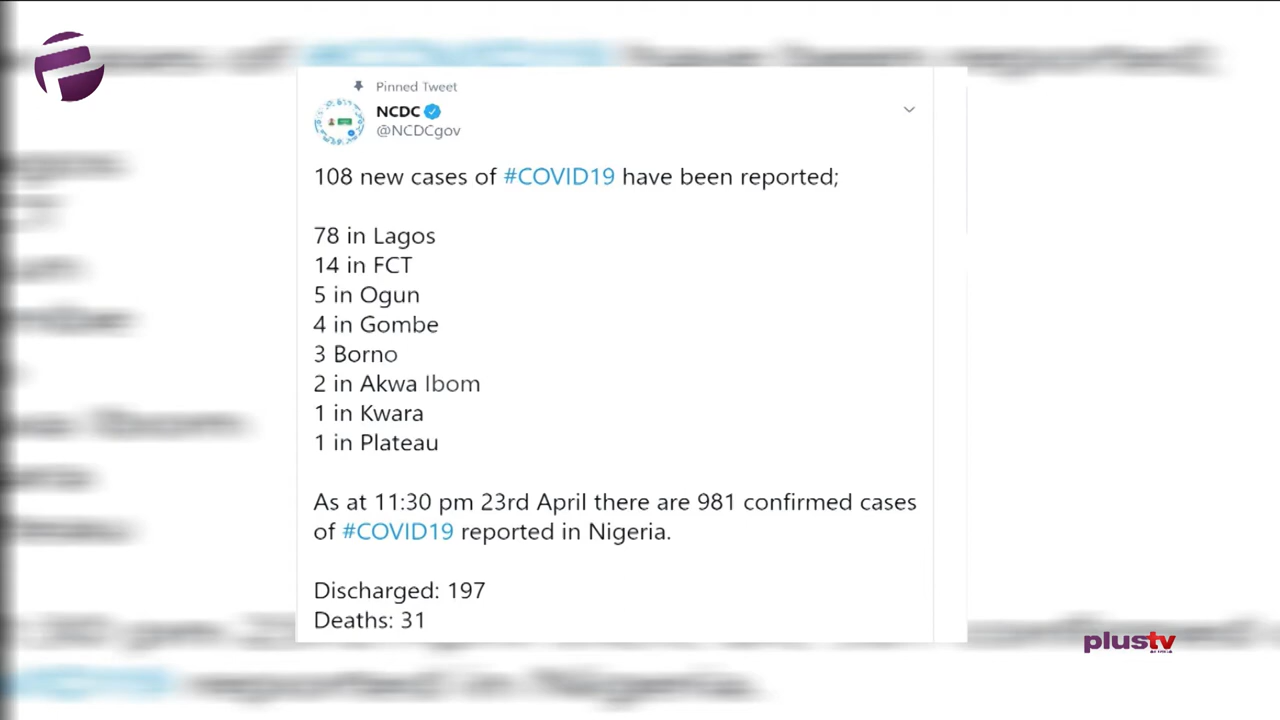 Pinned Tweet
NCDC
@NCDCgov
108 new cases of #COVID19 have been reported;
78 in Lagos
14 in FCT
5 in Ogun
4 in Gombe
3 Borno
2 in Akwa Ibom
1 in Kwara
1 in Plateau
As at 11:30 pm 23rd April there are 981 confirmed cases
of #COVID19 reported in Nigeria.
Discharged: 197
Deaths: 31
plustv